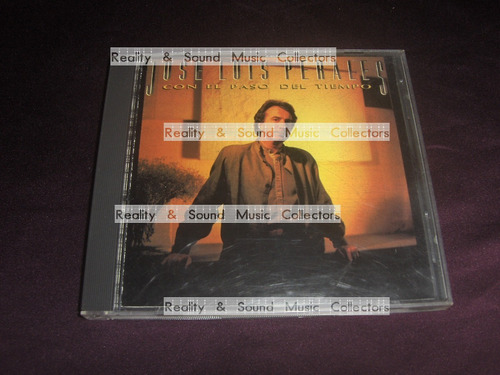 Reality & Sound Music Collectors
JOSE LUIS PERALES
CON EL PASO DEL TIEMPO
Reality & Sound Music Collectors
Reality & Sound Music Collectors
Reality & Sound Music Collectors